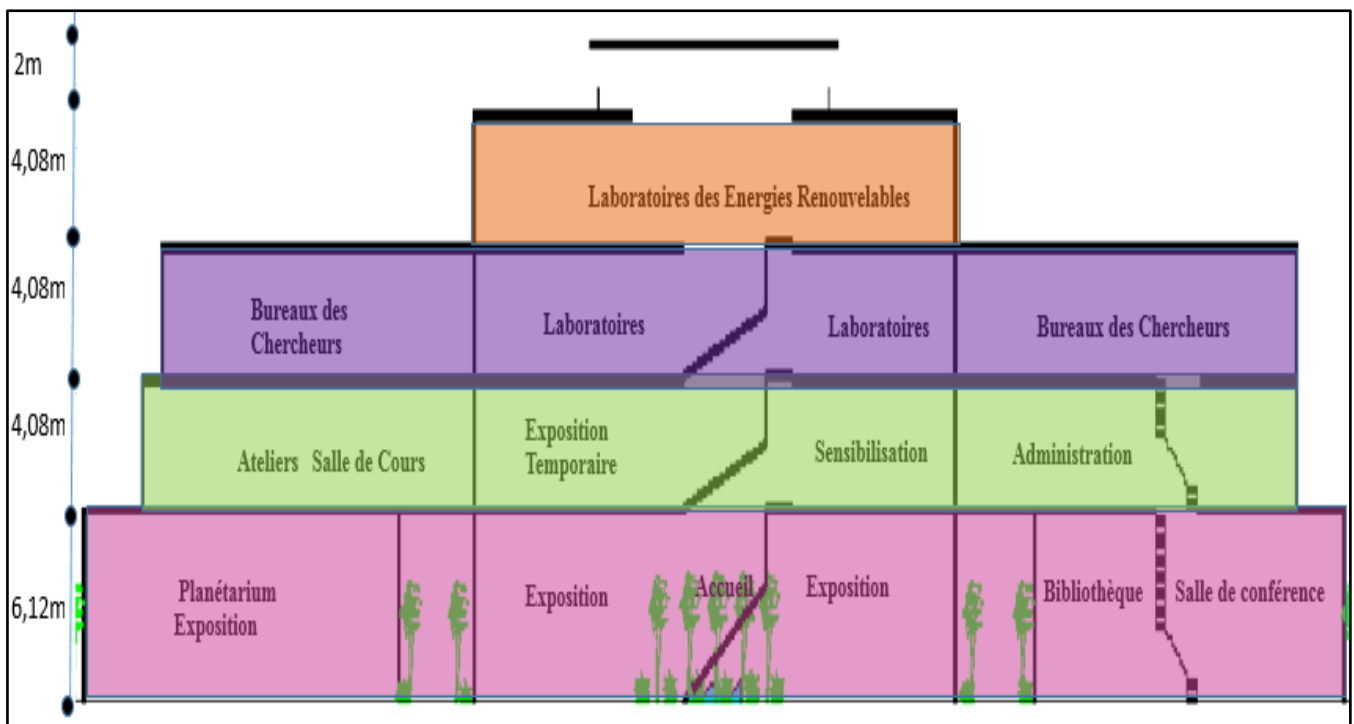 2m
4,08m
Laboratoires des Energies Renouvelables
4,08m
Bureaux des
Chercheurs
Laboratoires
Laboratoires
Bureaux des Chercheurs
4,08m
Ateliers Salle de Cours
Exposition
Temporaire
Sensibilisation
Administration
6,12m
Planétarium
Exposition
Exposition
Accueil
Exposition
Bibliothèque
Salle de conférence